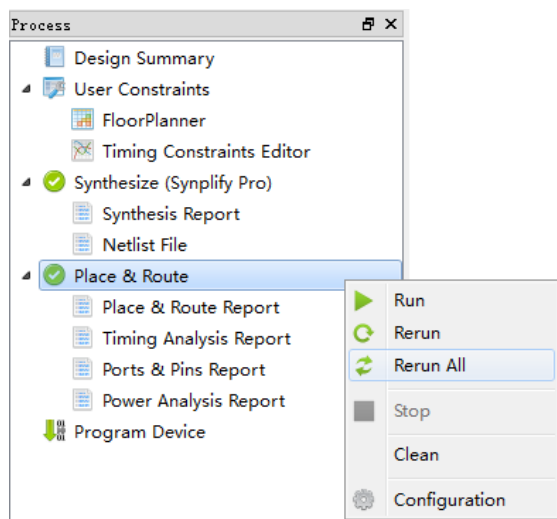 Process
Design Summary
User Constraints
FloorPlanner
Timing Constraints Editor
Synthesize (Synplify Pro)
Synthesis Report
Netlist File
Place & Route
Place & Route Report
Timing Analysis Report
Ports & Pins Report
Power Analysis Report
Program Device
Run
Rerun
Rerun All
Stop
Clean
Configuration